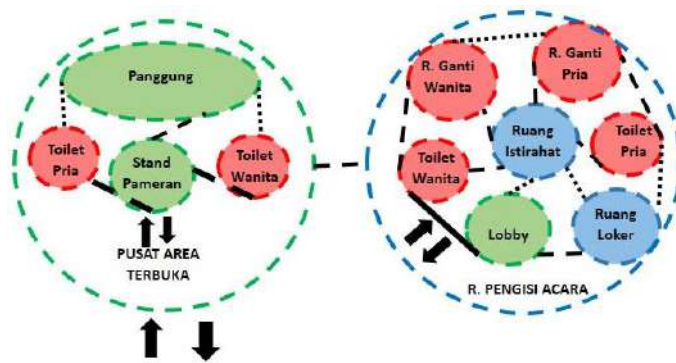 Panggung
Toilet
Pria
Stand
Pameran
Toilet
Wanita
PUSAT AREA
TERBUKA
R. Ganti
Wanita
R. Ganti
Pria
Ruang
Istirahat
Toilet
Wanita
Toilet
Pria
Lobby
Ruang
Loker
R. PENGISI ACARA